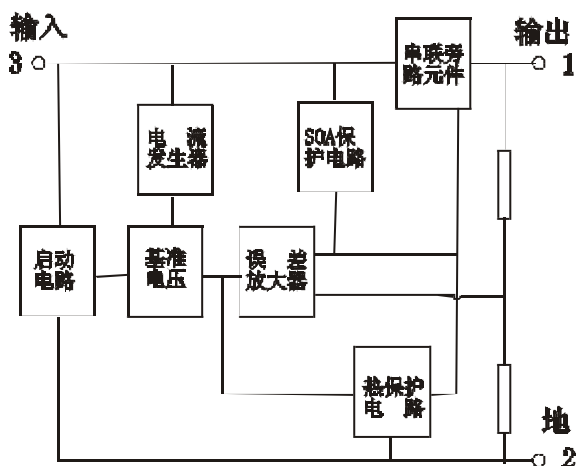 输入
3
串联旁
路元件
输出
1
电 流
发生器
SOA保
护电路
启动
电路
基准
电压
误 差
放大器
热保护
电 路
地
2